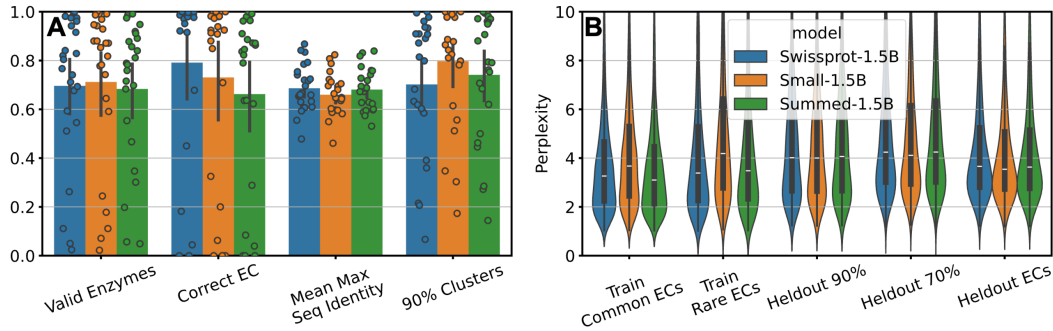 A
1.0
0.8
0.6
0.4
0.2
0.0
Valid Enzymes
Correct EC
Mean Max
Seq Identity
90% Clusters
B
Perplexity
10
8
6
4
2
0
model
Swissprot-1.5B
Small-1.5B
Summed-1.5B
Train
Common ECs
Train
Rare ECs
Heldout 90%
Heldout 70%
Heldout ECs